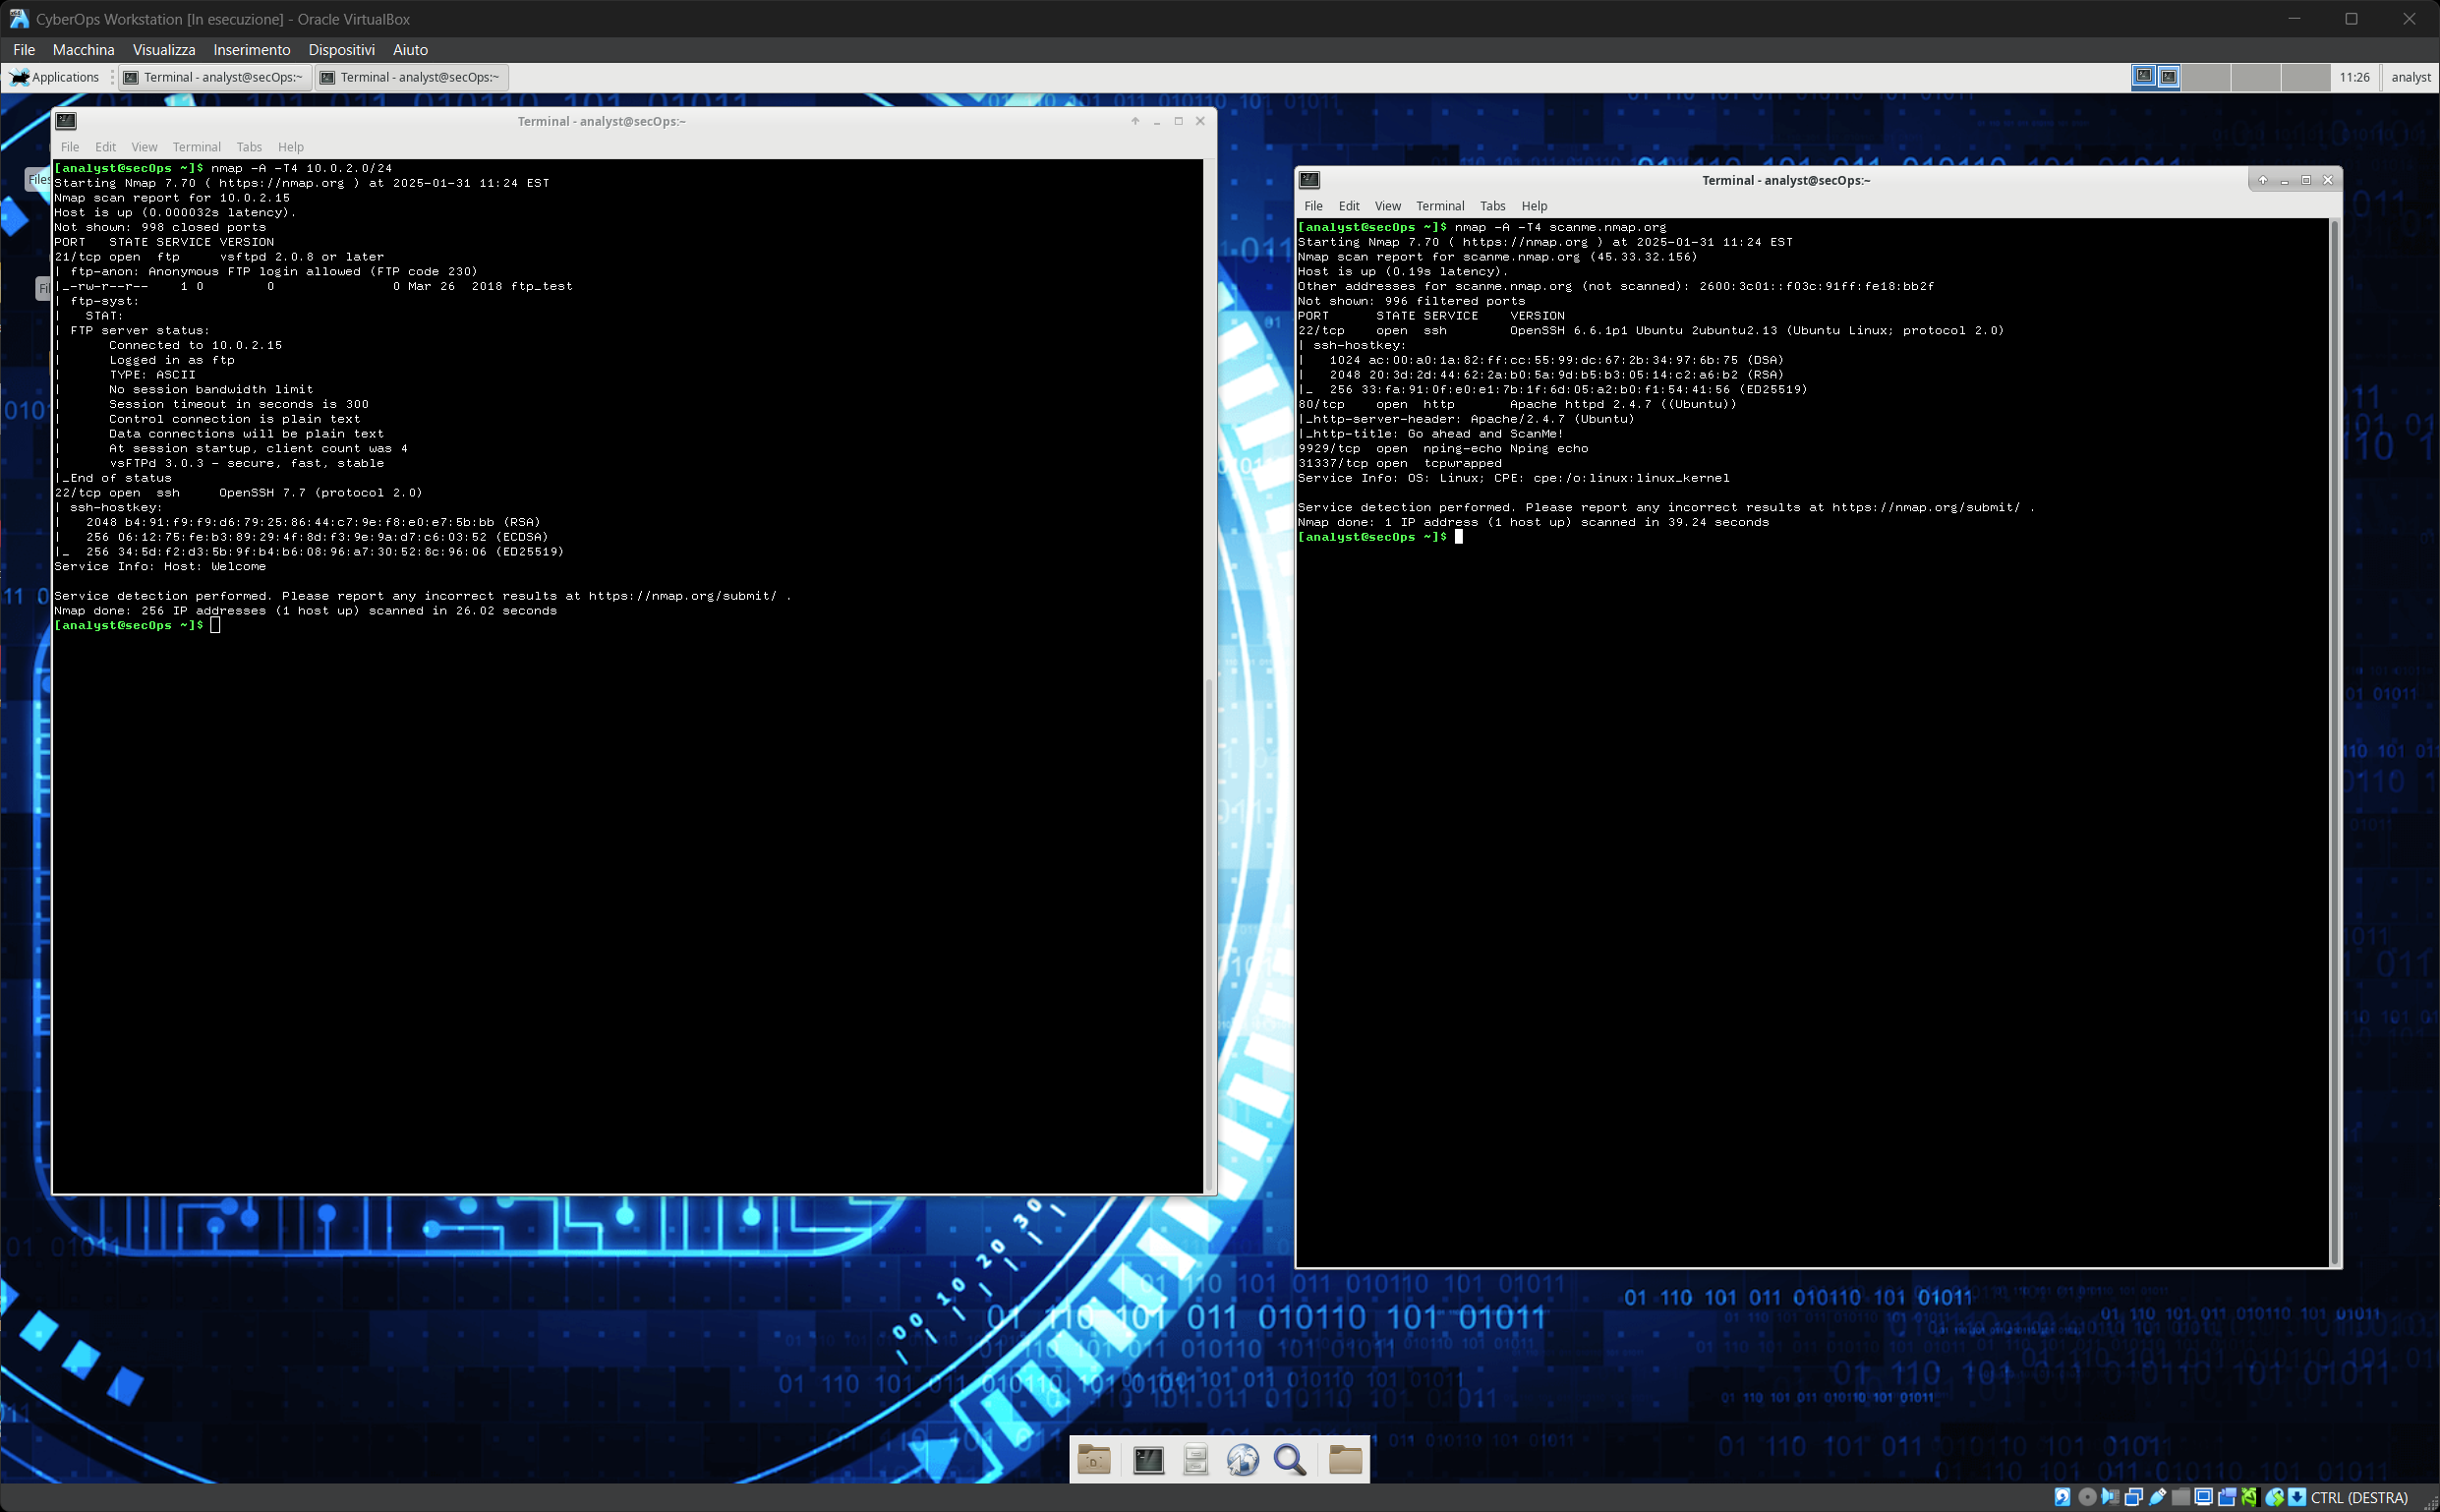 CyberOps Workstation [In esecuzione] - Oracle VirtualBox
File Macchina Visualizza Inserimento Dispositivi Aiuto
Applications Terminal - analyst@secOps:~ Terminal - analyst@secOps:~ 11:26 analyst
Terminal - analyst@secOps:~
File Edit View Terminal Tabs Help
[analyst@secOps ~]$ nmap -A -T4 10.0.2.0/24
Starting Nmap 7.70 ( https://nmap.org ) at 2025-01-31 11:24 EST
Nmap scan report for 10.0.2.15
Host is up (0.000032s latency).
Not shown: 998 closed ports
PORT   STATE SERVICE VERSION
21/tcp open  ftp     vsftpd 2.0.8 or later
| ftp-anon: Anonymous FTP login allowed (FTP code 230)
|_-rw-r--r--    1 0        0               0 Mar 26  2018 ftp_test
| ftp-syst:
|   STAT:
| FTP server status:
|      Connected to 10.0.2.15
|      Logged in as ftp
|      TYPE: ASCII
|      No session bandwidth limit
|      Session timeout in seconds is 300
|      Control connection is plain text
|      Data connections will be plain text
|      At session startup, client count was 4
|      vsFTPd 3.0.3 - secure, fast, stable
|_End of status
22/tcp open  ssh     OpenSSH 7.7 (protocol 2.0)
| ssh-hostkey:
|   2048 b4:91:f9:f9:d6:79:25:86:44:c7:9e:f8:e0:e7:5b:bb (RSA)
|   256 06:12:75:fe:b3:89:29:4f:8d:f3:9e:9a:d7:c6:03:52 (ECDSA)
|_  256 34:5d:f2:d3:5b:9f:b4:b6:08:96:a7:30:52:8c:96:06 (ED25519)
Service Info: Host: Welcome
Service detection performed. Please report any incorrect results at https://nmap.org/submit/ .
Nmap done: 256 IP addresses (1 host up) scanned in 26.02 seconds
[analyst@secOps ~]$
Terminal - analyst@secOps:~
File Edit View Terminal Tabs Help
[analyst@secOps ~]$ nmap -A -T4 scanme.nmap.org
Starting Nmap 7.70 ( https://nmap.org ) at 2025-01-31 11:24 EST
Nmap scan report for scanme.nmap.org (45.33.32.156)
Host is up (0.19s latency).
Other addresses for scanme.nmap.org (not scanned): 2600:3c01::f03c:91ff:fe18:bb2f
Not shown: 996 filtered ports
PORT      STATE SERVICE    VERSION
22/tcp    open  ssh        OpenSSH 6.6.1p1 Ubuntu 2ubuntu2.13 (Ubuntu Linux; protocol 2.0)
| ssh-hostkey:
|   1024 ac:00:a0:1a:82:ff:cc:55:99:dc:67:2b:34:97:6b:75 (DSA)
|   2048 20:3d:2d:44:62:2a:b0:5a:9d:b5:b3:05:14:c2:a6:b2 (RSA)
|_  256 33:fa:91:0f:e0:e1:7b:1f:6d:05:a2:b0:f1:54:41:56 (ED25519)
80/tcp    open  http       Apache httpd 2.4.7 ((Ubuntu))
|_http-server-header: Apache/2.4.7 (Ubuntu)
|_http-title: Go ahead and ScanMe!
9929/tcp  open  nping-echo Nping echo
31337/tcp open  tcpwrapped
Service Info: OS: Linux; CPE: cpe:/o:linux:linux_kernel
Service detection performed. Please report any incorrect results at https://nmap.org/submit/ .
Nmap done: 1 IP address (1 host up) scanned in 39.24 seconds
[analyst@secOps ~]$
00 10 20 30
01 110 101 011 010110 101 01011
01 110 101 011 010110 101 01011
CTRL (DESTRA)